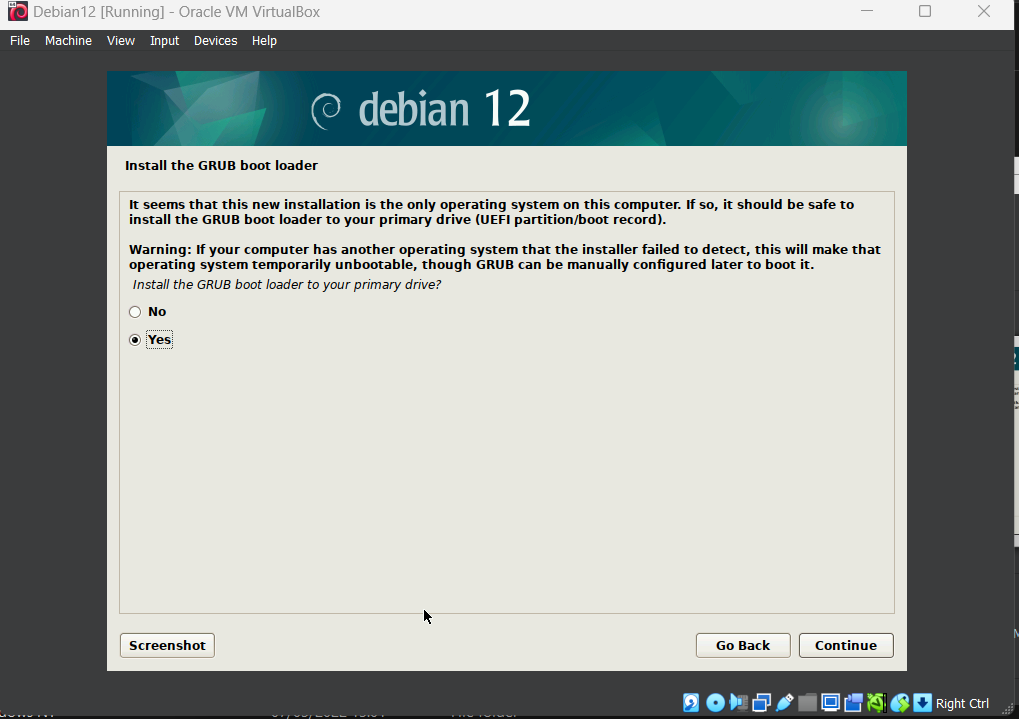 Debian12 [Running] - Oracle VM VirtualBox
File Machine View Input Devices Help
debian 12
Install the GRUB boot loader
It seems that this new installation is the only operating system on this computer. If so, it should be safe to
install the GRUB boot loader to your primary drive (UEFI partition/boot record).
Warning: If your computer has another operating system that the installer failed to detect, this will make that
operating system temporarily unbootable, though GRUB can be manually configured later to boot it.
Install the GRUB boot loader to your primary drive?
No
Yes
Screenshot Go Back Continue
Right Ctrl